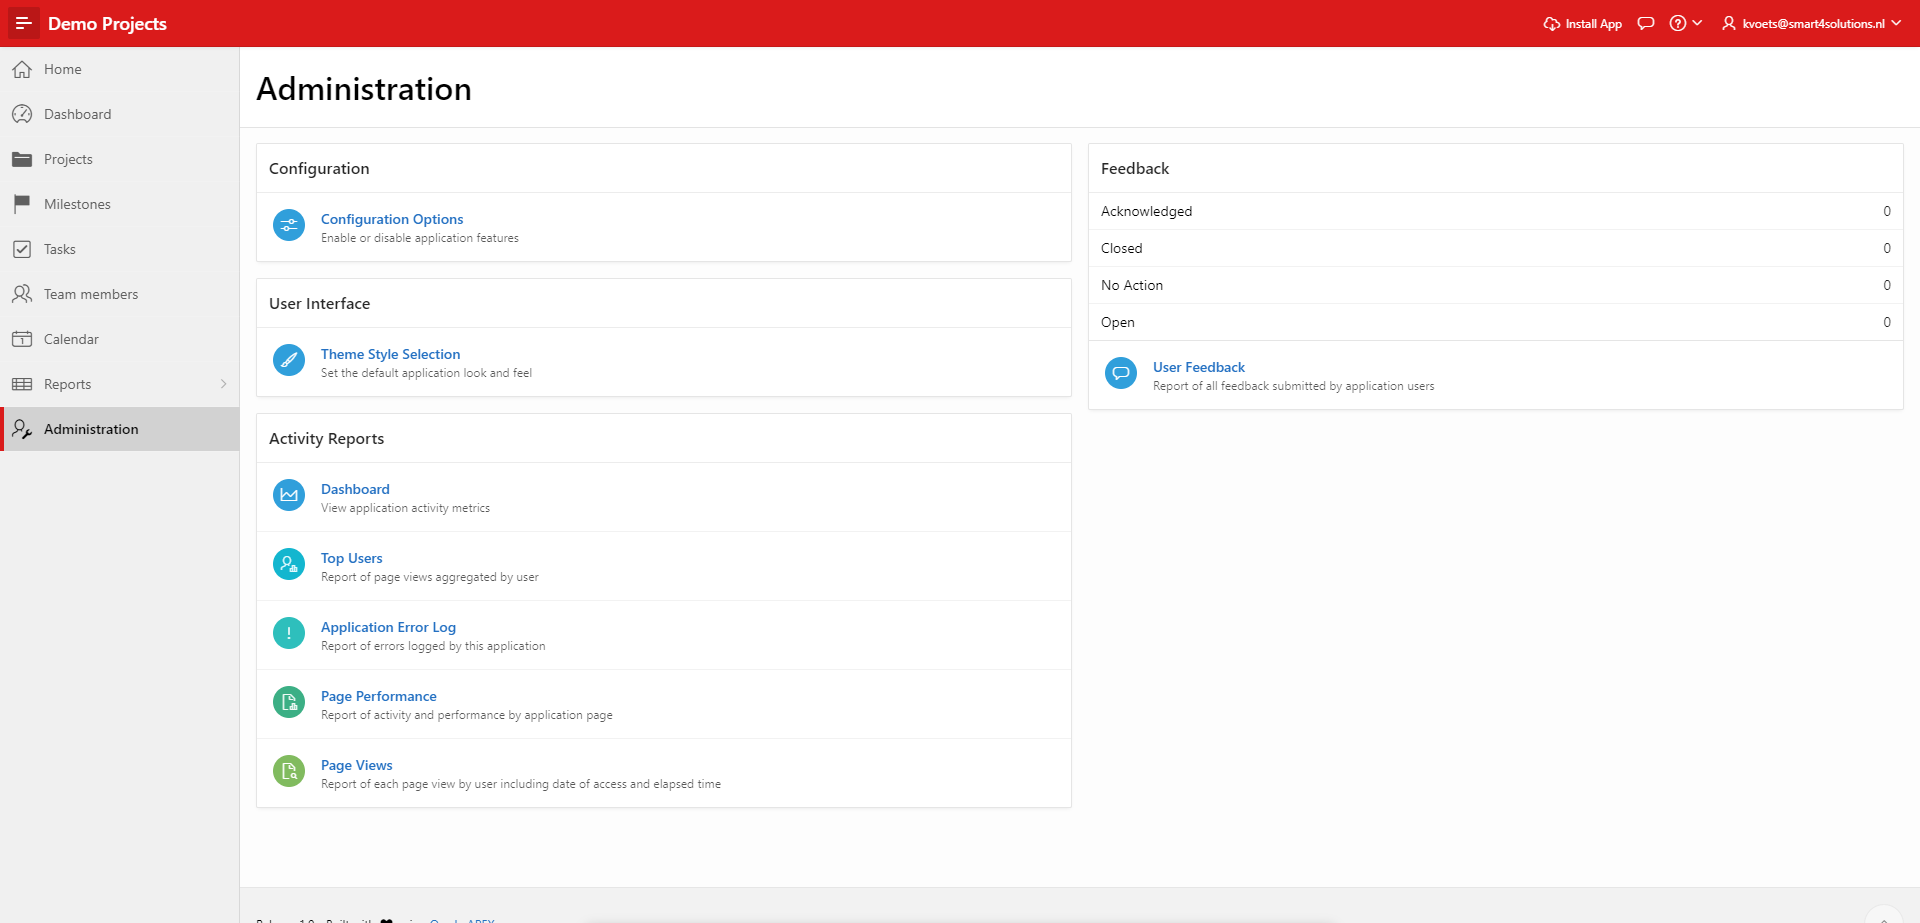 Demo Projects
Install App
kvoets@smart4solutions.nl
Home
Dashboard
Projects
Milestones
Tasks
Team members
1
Calendar
Reports
Administration
Administration
Configuration
Configuration Options
Enable or disable application features
User Interface
Theme Style Selection
Set the default application look and feel
Activity Reports
Dashboard
View application activity metrics
Top Users
Report of page views aggregated by user
Application Error Log
Report of errors logged by this application
Page Performance
Report of activity and performance by application page
Page Views
Report of each page view by user including date of access and elapsed time
Feedback
Acknowledged 0
Closed 0
No Action 0
Open 0
User Feedback
Report of all feedback submitted by application users